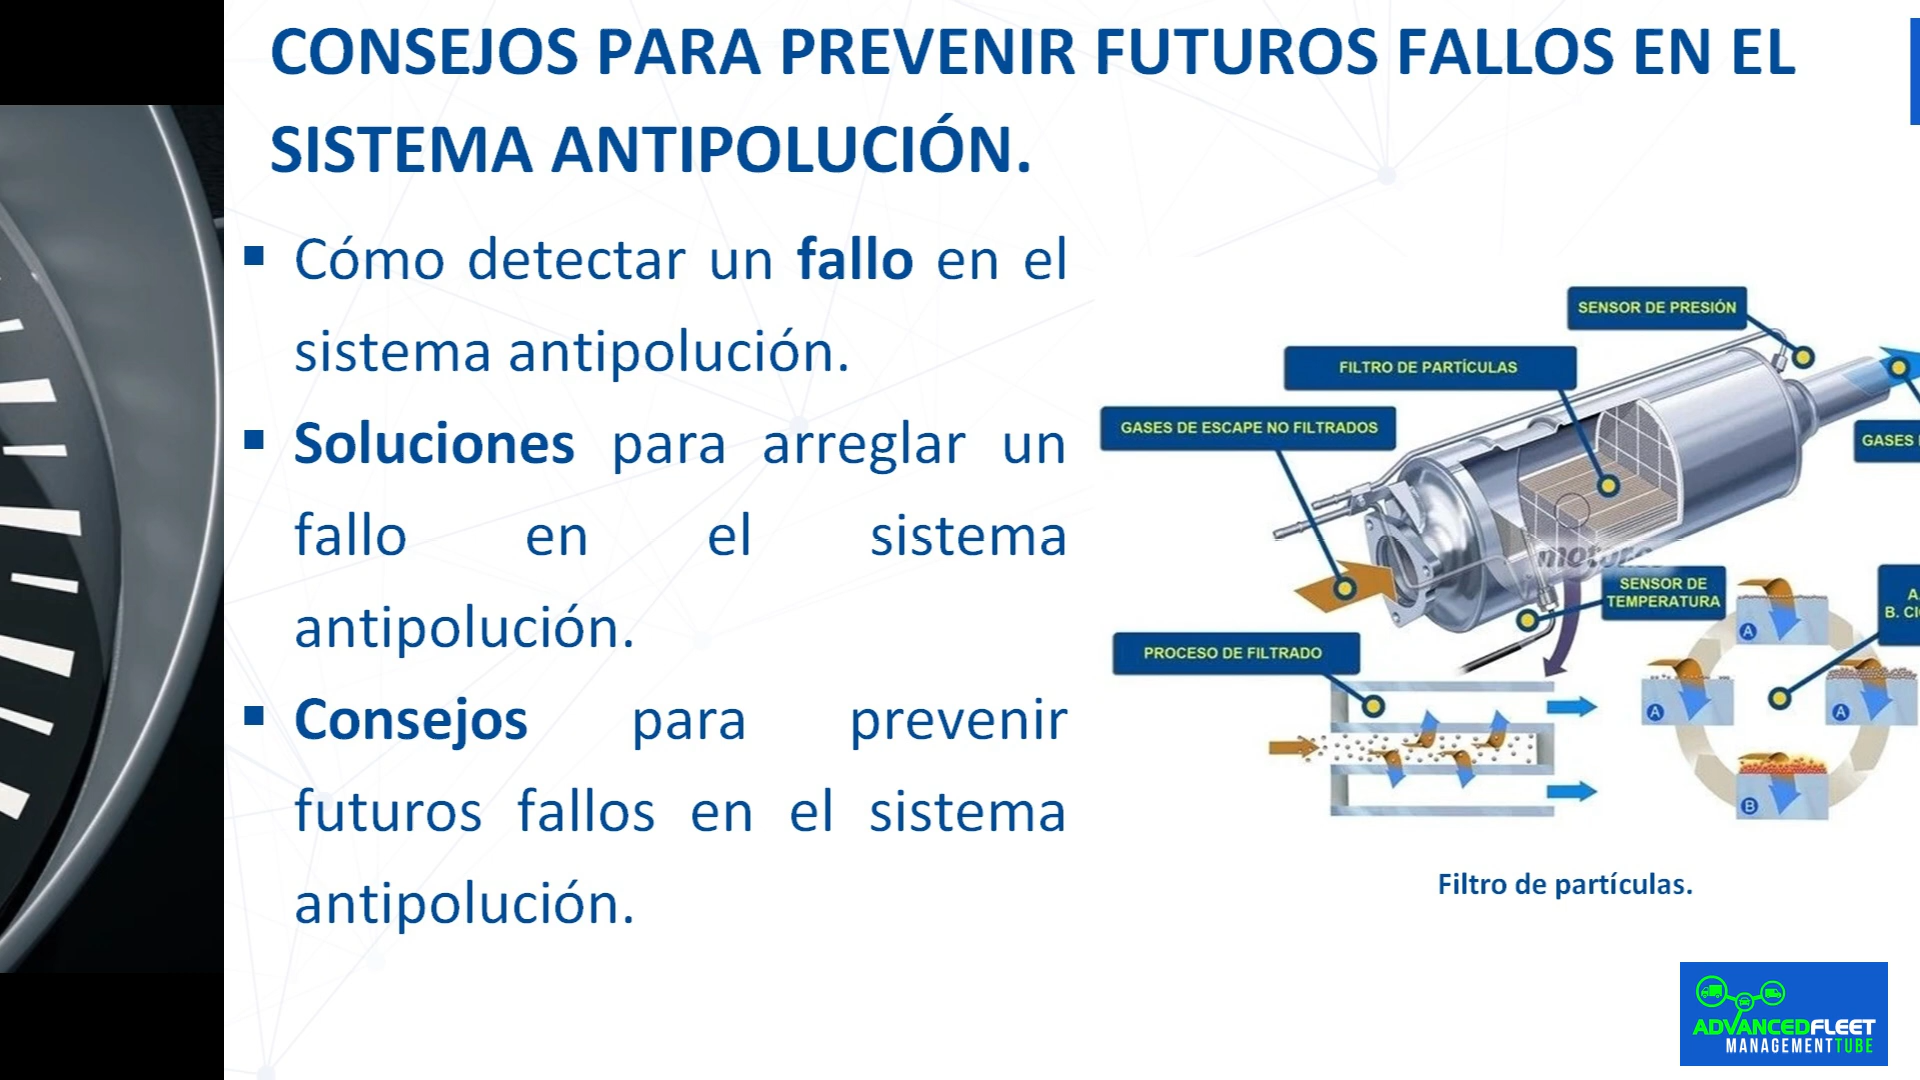 CONSEJOS PARA PREVENIR FUTUROS FALLOS EN EL
SISTEMA ANTIPOLUCIÓN.
▪ Cómo detectar un fallo en el
sistema antipolución.
▪ Soluciones para arreglar un
fallo en el sistema
antipolución.
▪ Consejos para prevenir
futuros fallos en el sistema
antipolución.
SENSOR DE PRESIÓN
FILTRO DE PARTÍCULAS
GASES DE ESCAPE NO FILTRADOS
GASES
SENSOR DE
TEMPERATURA
A.
B.
PROCESO DE FILTRADO
A
A
A
B
Filtro de partículas.
ADVANCEDFLEET
MANAGEMENTTUBE